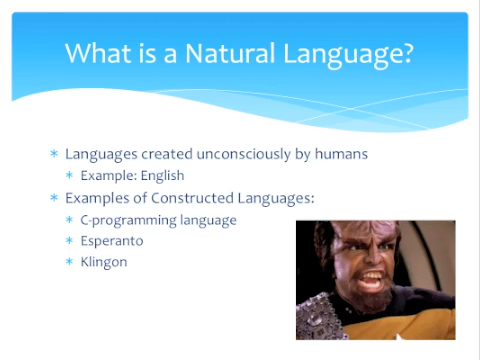 What is a Natural Language?
Languages created unconsciously by humans
Example: English
Examples of Constructed Languages:
C-programming language
Esperanto
Klingon